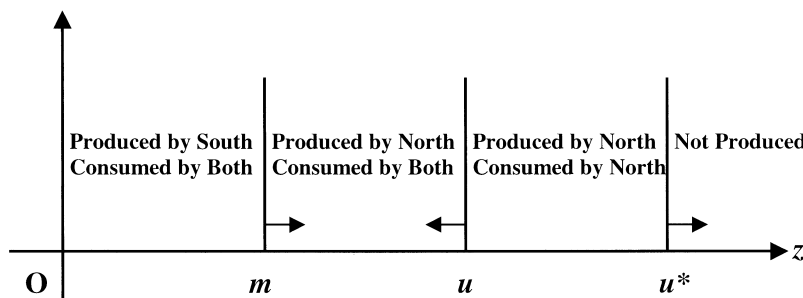 Produced by South
Consumed by Both
Produced by North
Consumed by Both
Produced by North
Consumed by North
Not Produced
z
O
m
u
u*